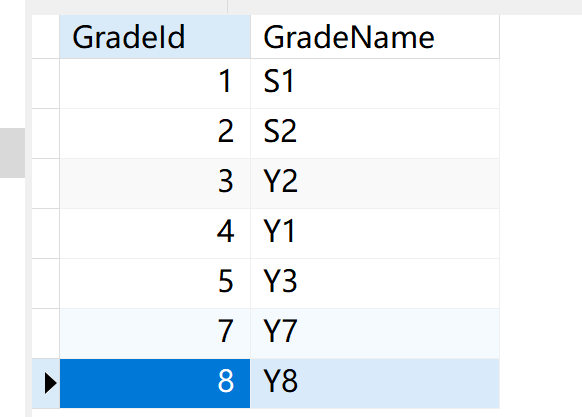 GradeId GradeName
1 S1
2 S2
3 Y2
4 Y1
5 Y3
7 Y7
8 Y8